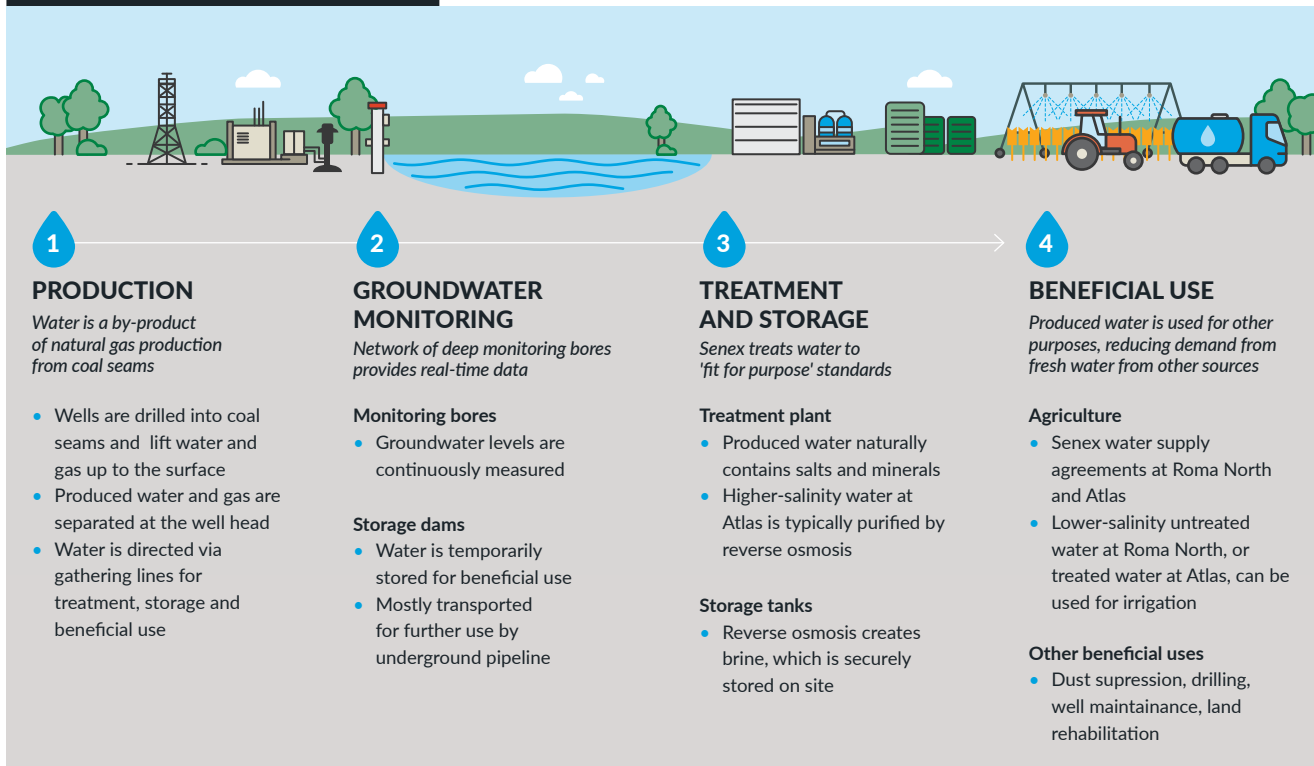 1
PRODUCTION
Water is a by-product
of natural gas production
from coal seams
• Wells are drilled into coal
seams and  lift water and
gas up to the surface
• Produced water and gas are
separated at the well head
• Water is directed via
gathering lines for
treatment, storage and
beneficial use
2
GROUNDWATER
MONITORING
Network of deep monitoring bores
provides real-time data
Monitoring bores
• Groundwater levels are
continuously measured
Storage dams
• Water is temporarily
stored for beneficial use
• Mostly transported
for further use by
underground pipeline
3
TREATMENT
AND STORAGE
Senex treats water to
'fit for purpose' standards
Treatment plant
• Produced water naturally
contains salts and minerals
• Higher-salinity water at
Atlas is typically purified by
reverse osmosis
Storage tanks
• Reverse osmosis creates
brine, which is securely
stored on site
4
BENEFICIAL USE
Produced water is used for other
purposes, reducing demand from
fresh water from other sources
Agriculture
• Senex water supply
agreements at Roma North
and Atlas
• Lower-salinity untreated
water at Roma North, or
treated water at Atlas, can be
used for irrigation
Other beneficial uses
• Dust supression, drilling,
well maintainance, land
rehabilitation